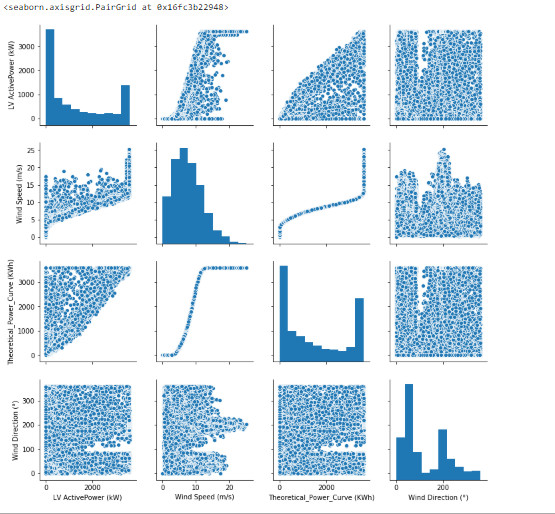 <seaborn.axisgrid.PairGrid at 0x16fc3b22948>
LV ActivePower (kW)
3000
2000
1000
0
Wind Speed (m/s)
25
20
15
10
5
0
Theoretical_Power_Curve (KWh)
3000
2000
1000
0
Wind Direction (°)
300
200
100
0
0 2000
LV ActivePower (kW)
0 10 20
Wind Speed (m/s)
0 2000
Theoretical_Power_Curve (KWh)
0 200
Wind Direction (°)